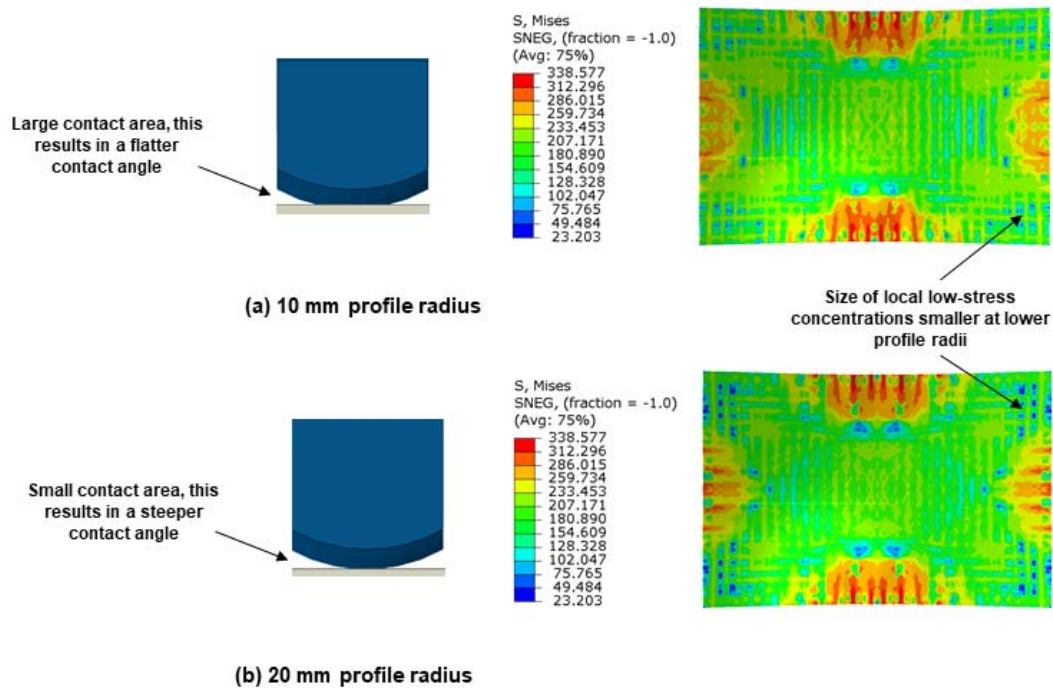 Large contact area, this
results in a flatter
contact angle
S, Mises
SNEG, (fraction = -1.0)
(Avg: 75%)
338.577
312.296
286.015
259.734
233.453
207.171
180.890
154.609
128.328
102.047
75.765
49.484
23.203
(a) 10 mm profile radius
Size of local low-stress
concentrations smaller at lower
profile radii
Small contact area, this
results in a steeper
contact angle
S, Mises
SNEG, (fraction = -1.0)
(Avg: 75%)
338.577
312.296
286.015
259.734
233.453
207.171
180.890
154.609
128.328
102.047
75.765
49.484
23.203
(b) 20 mm profile radius